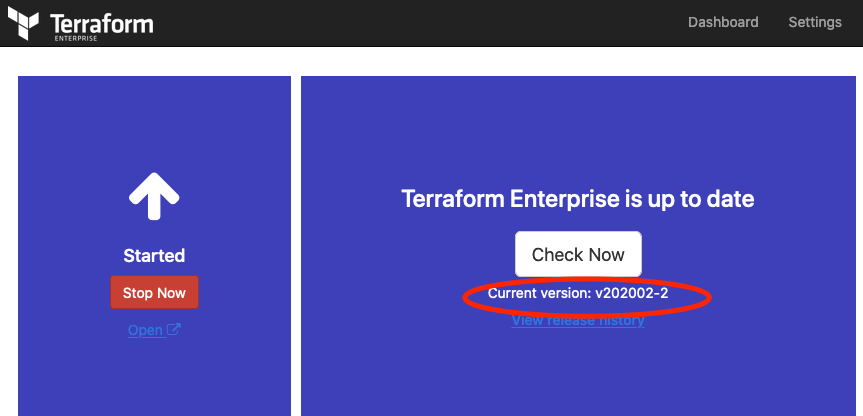 Terraform
ENTERPRISE
Dashboard
Settings
Started
Stop Now
Open
Terraform Enterprise is up to date
Check Now
Current version: v202002-2
View release history